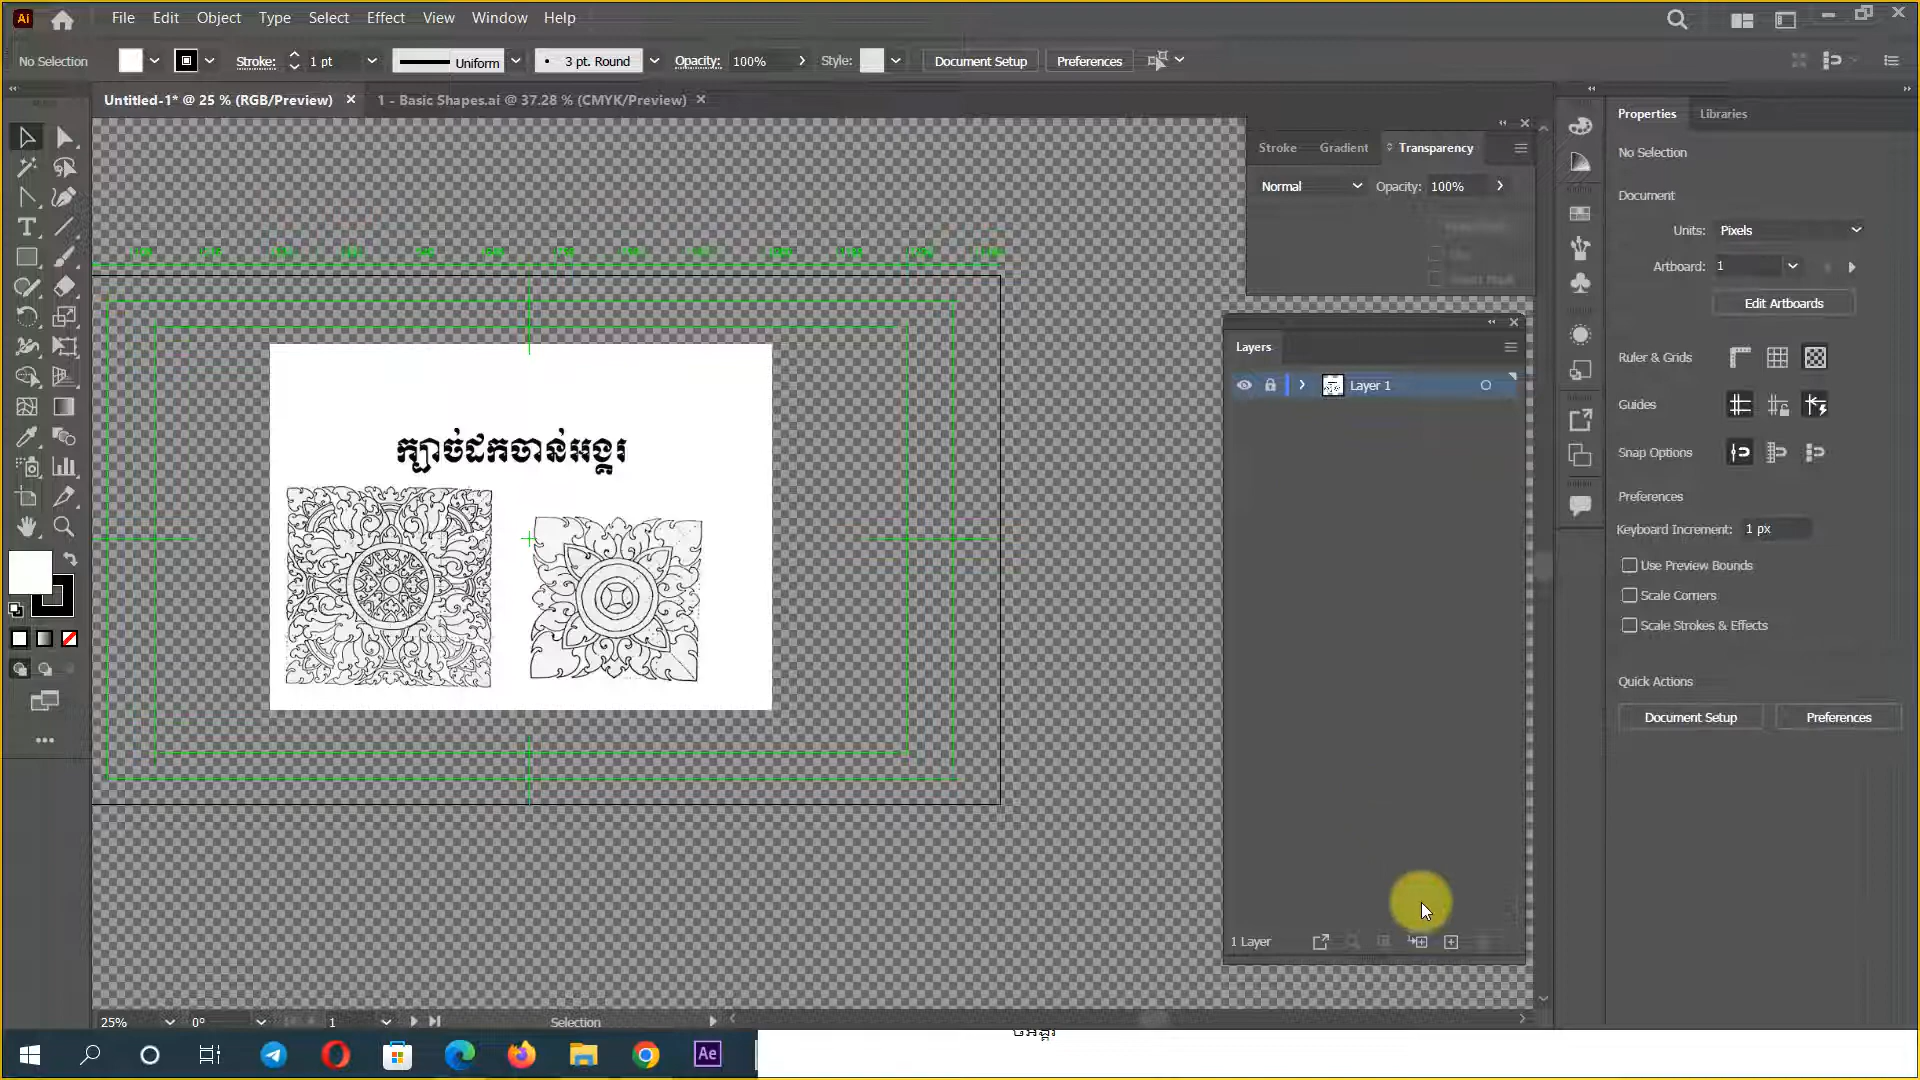 Ai File Edit Object Type Select Effect View Window Help
No Selection Stroke: 1 pt Uniform 3 pt. Round Opacity: 100% Style: Document Setup Preferences
Untitled-1* @ 25 % (RGB/Preview) 1 - Basic Shapes.ai @ 37.28 % (CMYK/Preview)
Stroke Gradient Transparency
Normal Opacity: 100%
Layers
Layer 1
1 Layer
ក្បាច់ដកចាន់អង្គរ
Properties Libraries
No Selection
Document
Units: Pixels
Artboard: 1
Edit Artboards
Ruler & Grids
Guides
Snap Options
Preferences
Keyboard Increment: 1 px
Use Preview Bounds
Scale Corners
Scale Strokes & Effects
Quick Actions
Document Setup Preferences
25% 0° 1 Selection
Ae